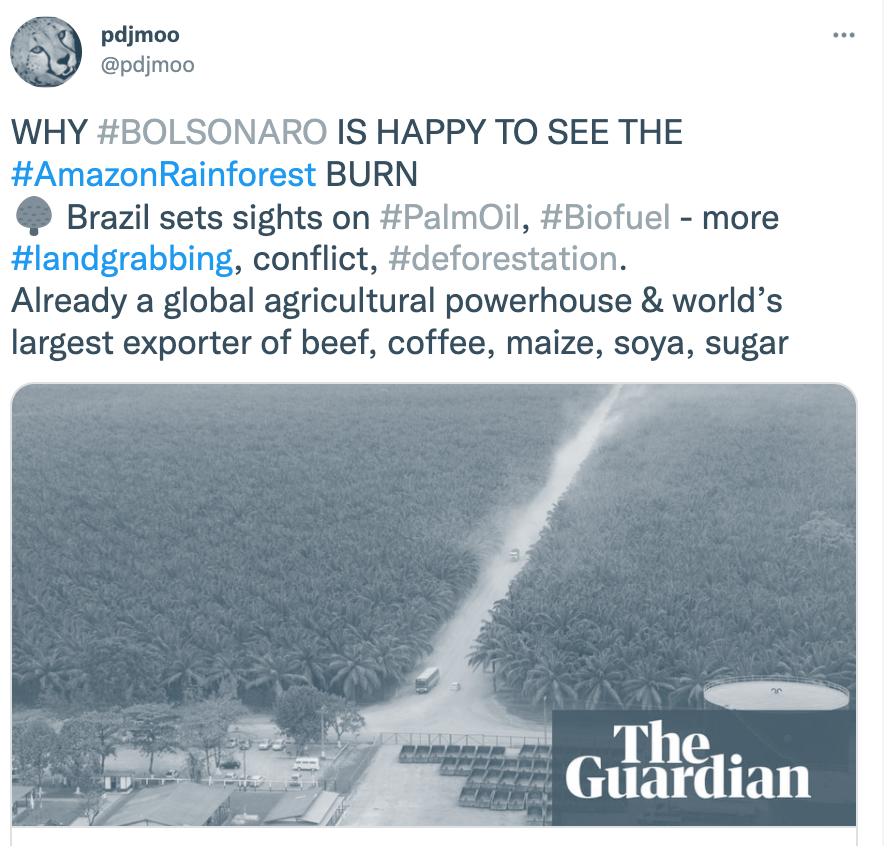 pdjmoo
@pdjmoo
WHY #BOLSONARO IS HAPPY TO SEE THE
#AmazonRainforest BURN
Brazil sets sights on #PalmOil, #Biofuel - more
#landgrabbing, conflict, #deforestation.
Already a global agricultural powerhouse & world’s
largest exporter of beef, coffee, maize, soya, sugar
The
Guardian